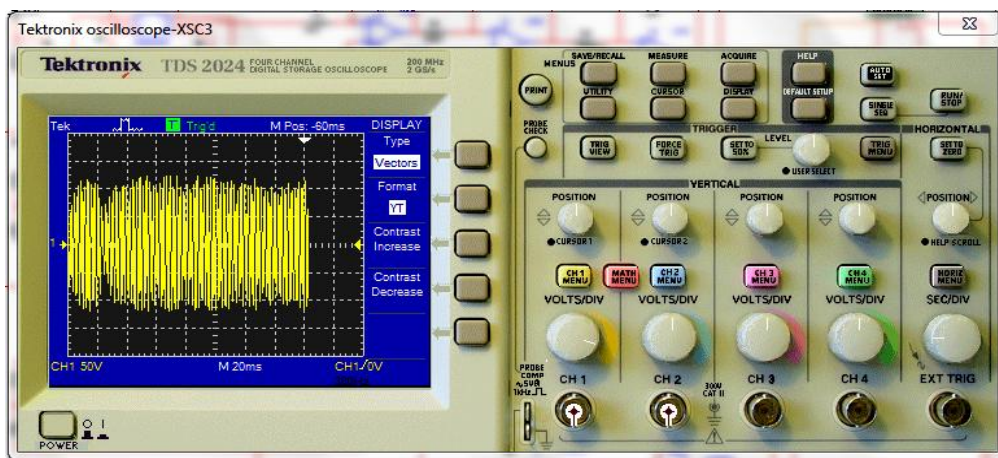 Tektronix oscilloscope-XSC3
Tektronix TDS 2024 FOUR CHANNEL DIGITAL STORAGE OSCILLOSCOPE 200 MHz 2 GS/s
Tek T Trig'd M Pos: -60ms DISPLAY
Type
Vectors
Format
YT
Contrast
Increase
Contrast
Decrease
1
CH1 50V M 20ms CH1/0V
POWER
MENUS
SAVE/RECALL MEASURE ACQUIRE HELP
AUTO SET
PRINT
UTILITY CURSOR DISPLAY DEFAULT SETUP
SINGLE SEQ
RUN/STOP
PROBE CHECK
TRIGGER
HORIZONTAL
TRIG VIEW
FORCE TRIG
SET TO 50%
LEVEL
TRIG MENU
SET TO ZERO
USER SELECT
VERTICAL
POSITION POSITION POSITION POSITION POSITION
CURSOR 1 CURSOR 2 HELP SCROLL
CH 1 MENU
MATH MENU
CH 2 MENU
CH 3 MENU
CH 4 MENU
HORIZ MENU
VOLTS/DIV VOLTS/DIV VOLTS/DIV VOLTS/DIV SEC/DIV
PROBE COMP
~5V@
1kHz
CH 1 CH 2 CH 3 CH 4 EXT TRIG
300V
CAT II